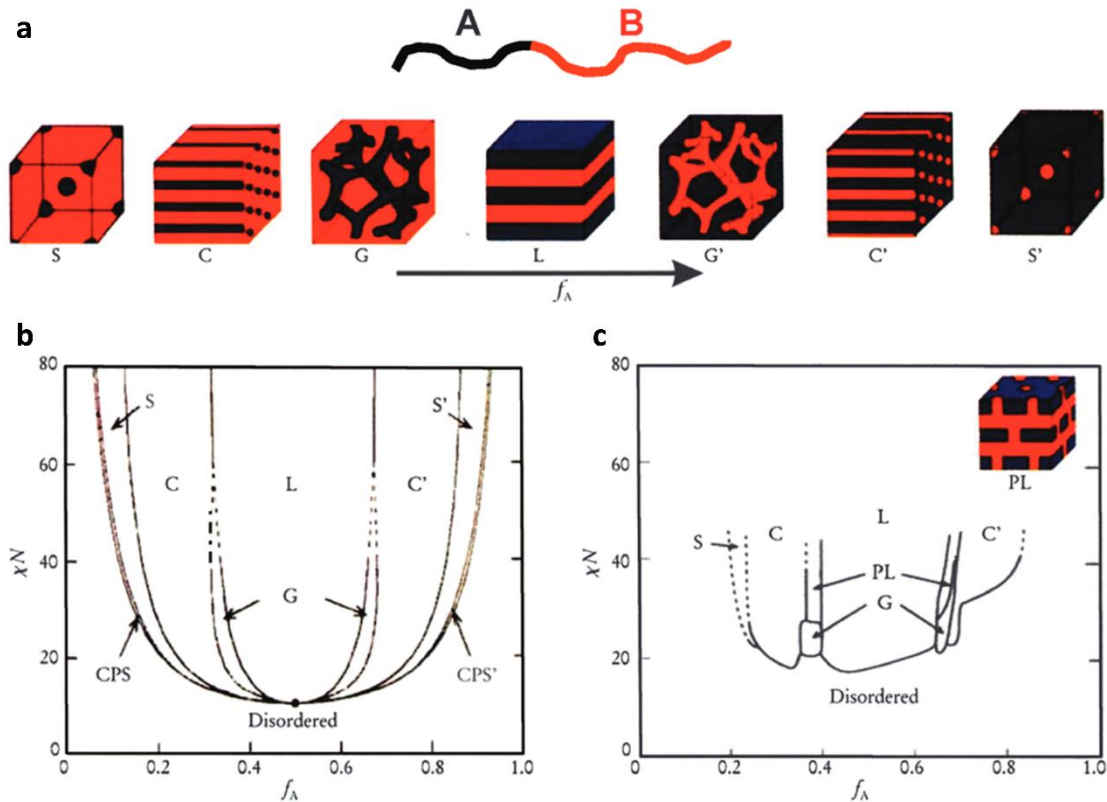 a
A B
S C G L G' C' S'
fA
b
80
60
40
20
0
χN
S S'
C L C'
G
CPS CPS'
Disordered
0 0.2 0.4 0.6 0.8 1.0
fA
c
80
60
40
20
0
χN
PL
L
S C C'
PL
G
Disordered
0 0.2 0.4 0.6 0.8 1.0
fA